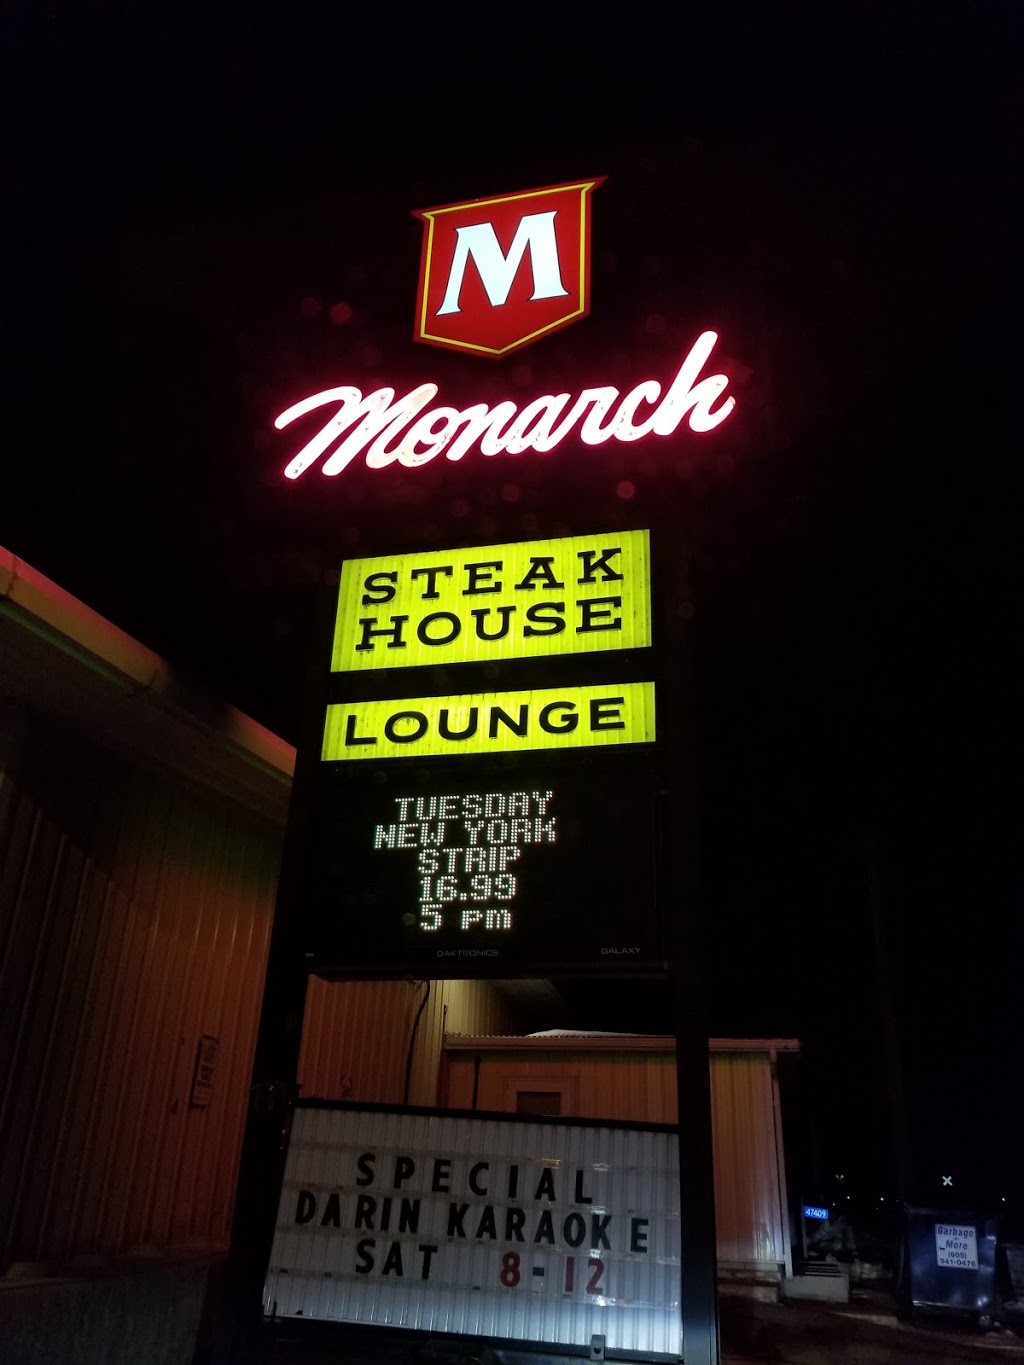 M
Monarch
STEAK
HOUSE
LOUNGE
TUESDAY
NEW YORK
STRIP
16.99
5 pm
DAKTRONICS GALAXY
SPECIAL
DARIN KARAOKE
SAT 8-12
47409
Garbage
More
(605)
941-0476